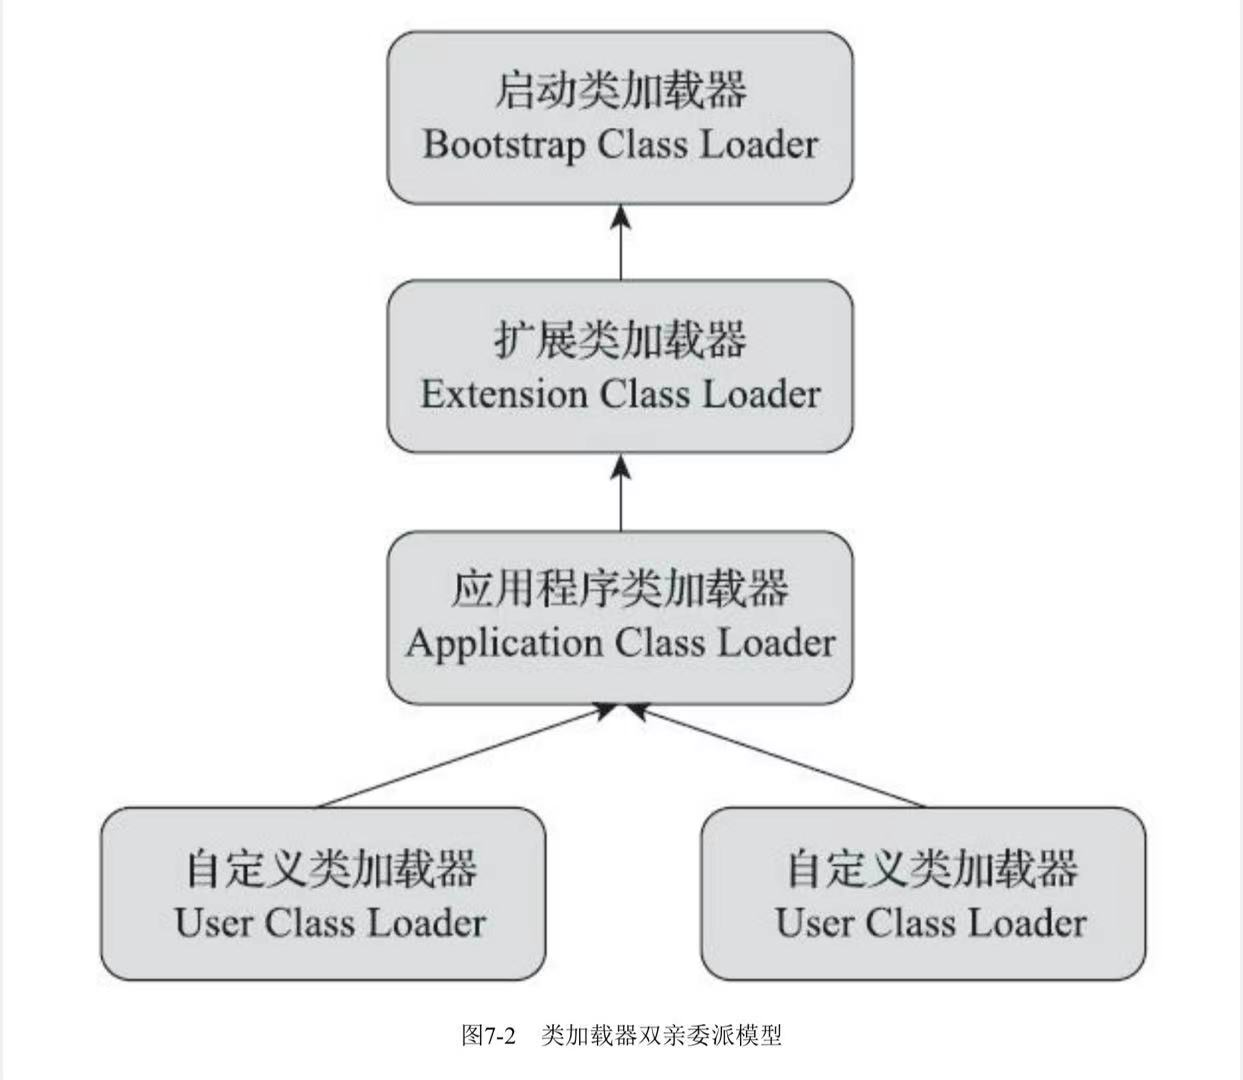 启动类加载器
Bootstrap Class Loader
扩展类加载器
Extension Class Loader
应用程序类加载器
Application Class Loader
自定义类加载器
User Class Loader
自定义类加载器
User Class Loader
图7-2 类加载器双亲委派模型